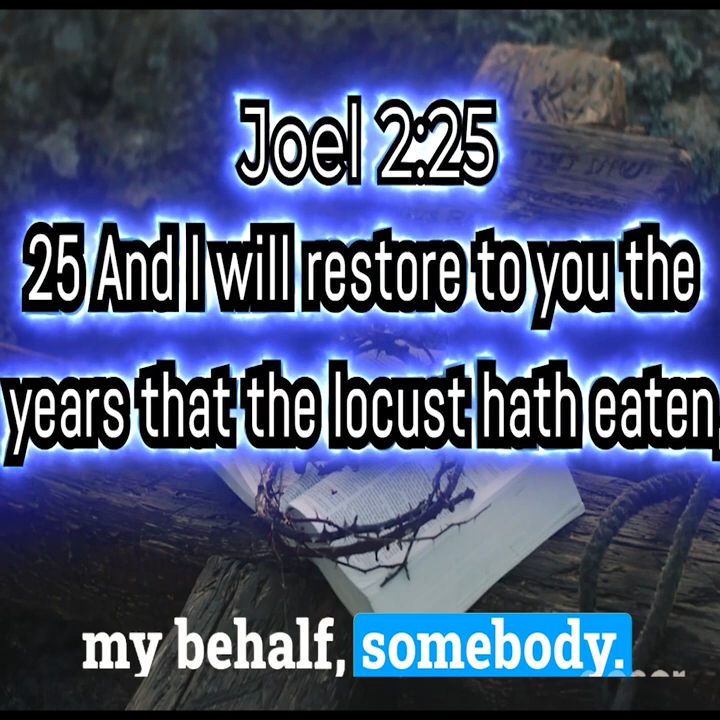 Joel 2:25
25 And I will restore to you the
years that the locust hath eaten,
my behalf, somebody.